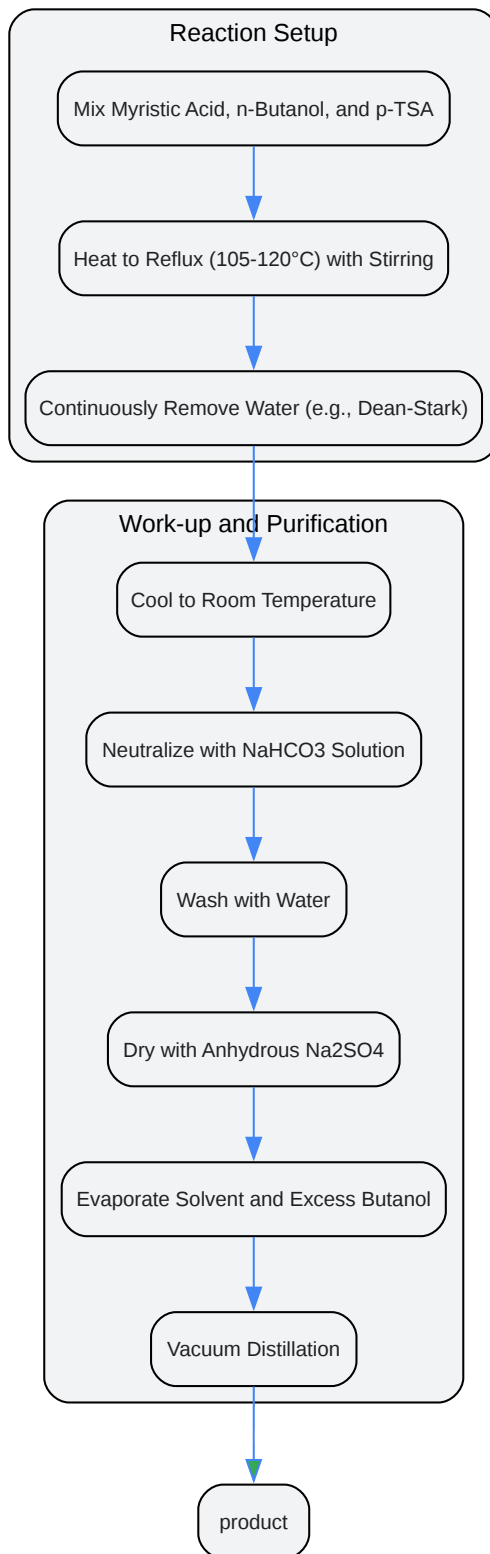 Reaction Setup
Mix Myristic Acid, n-Butanol, and p-TSA
Heat to Reflux (105-120°C) with Stirring
Continuously Remove Water (e.g., Dean-Stark)
Work-up and Purification
Cool to Room Temperature
Neutralize with NaHCO3 Solution
Wash with Water
Dry with Anhydrous Na2SO4
Evaporate Solvent and Excess Butanol
Vacuum Distillation
product